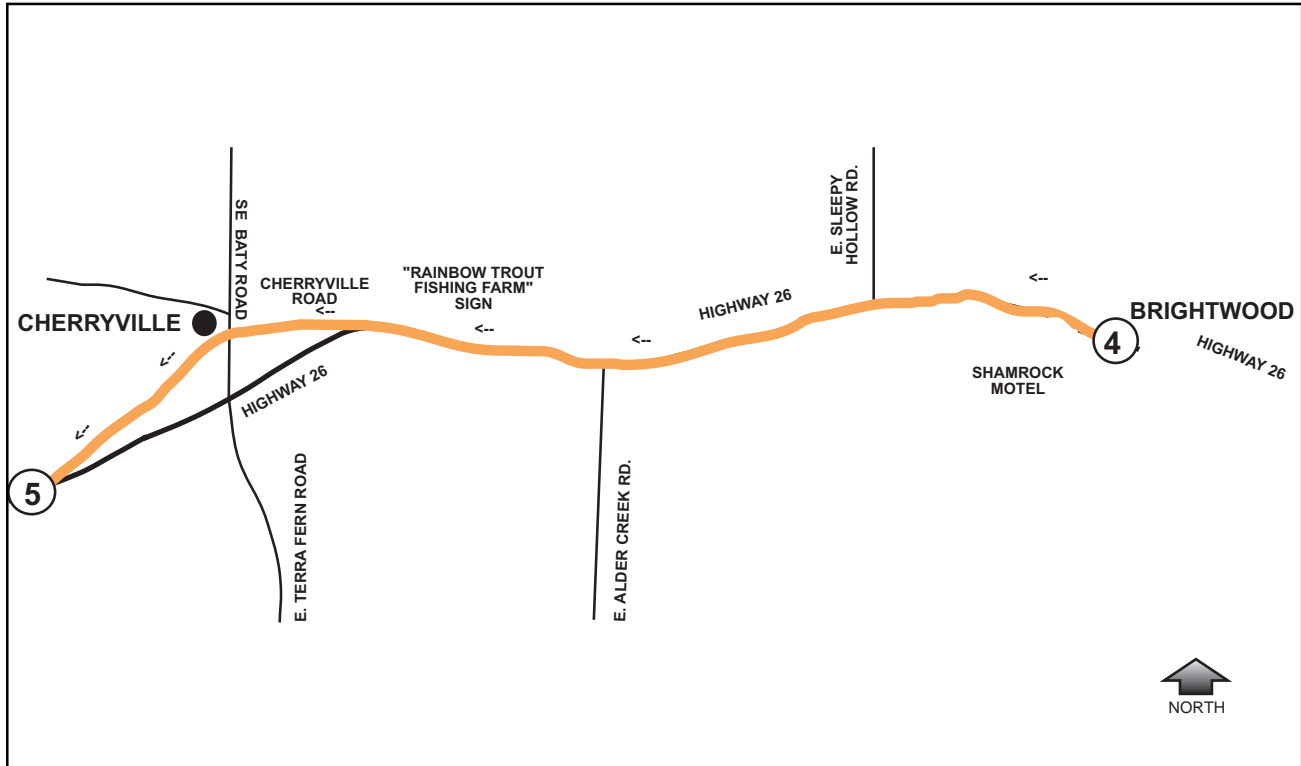 SE BATY ROAD
E. SLEEPY
HOLLOW RD.
CHERRYVILLE
ROAD
<--
"RAINBOW TROUT
FISHING FARM"
SIGN
<--
HIGHWAY 26
<--
<--
BRIGHTWOOD
4
HIGHWAY 26
SHAMROCK
MOTEL
CHERRYVILLE
<--
<--
HIGHWAY 26
5
E. TERRA FERN ROAD
E. ALDER CREEK RD.
NORTH